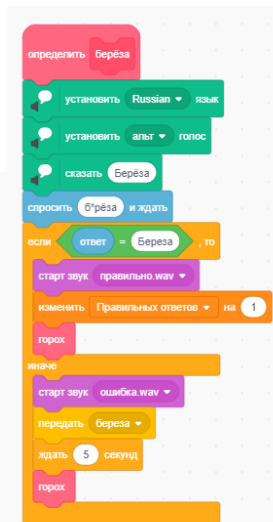 определить берёза
установить Russian язык
установить альт голос
сказать Берёза
спросить б*рёза и ждать
если ответ = Береза , то
старт звук правильно.wav
изменить Правильных ответов на 1
горох
иначе
старт звук ошибка.wav
передать береза
ждать 5 секунд
горох